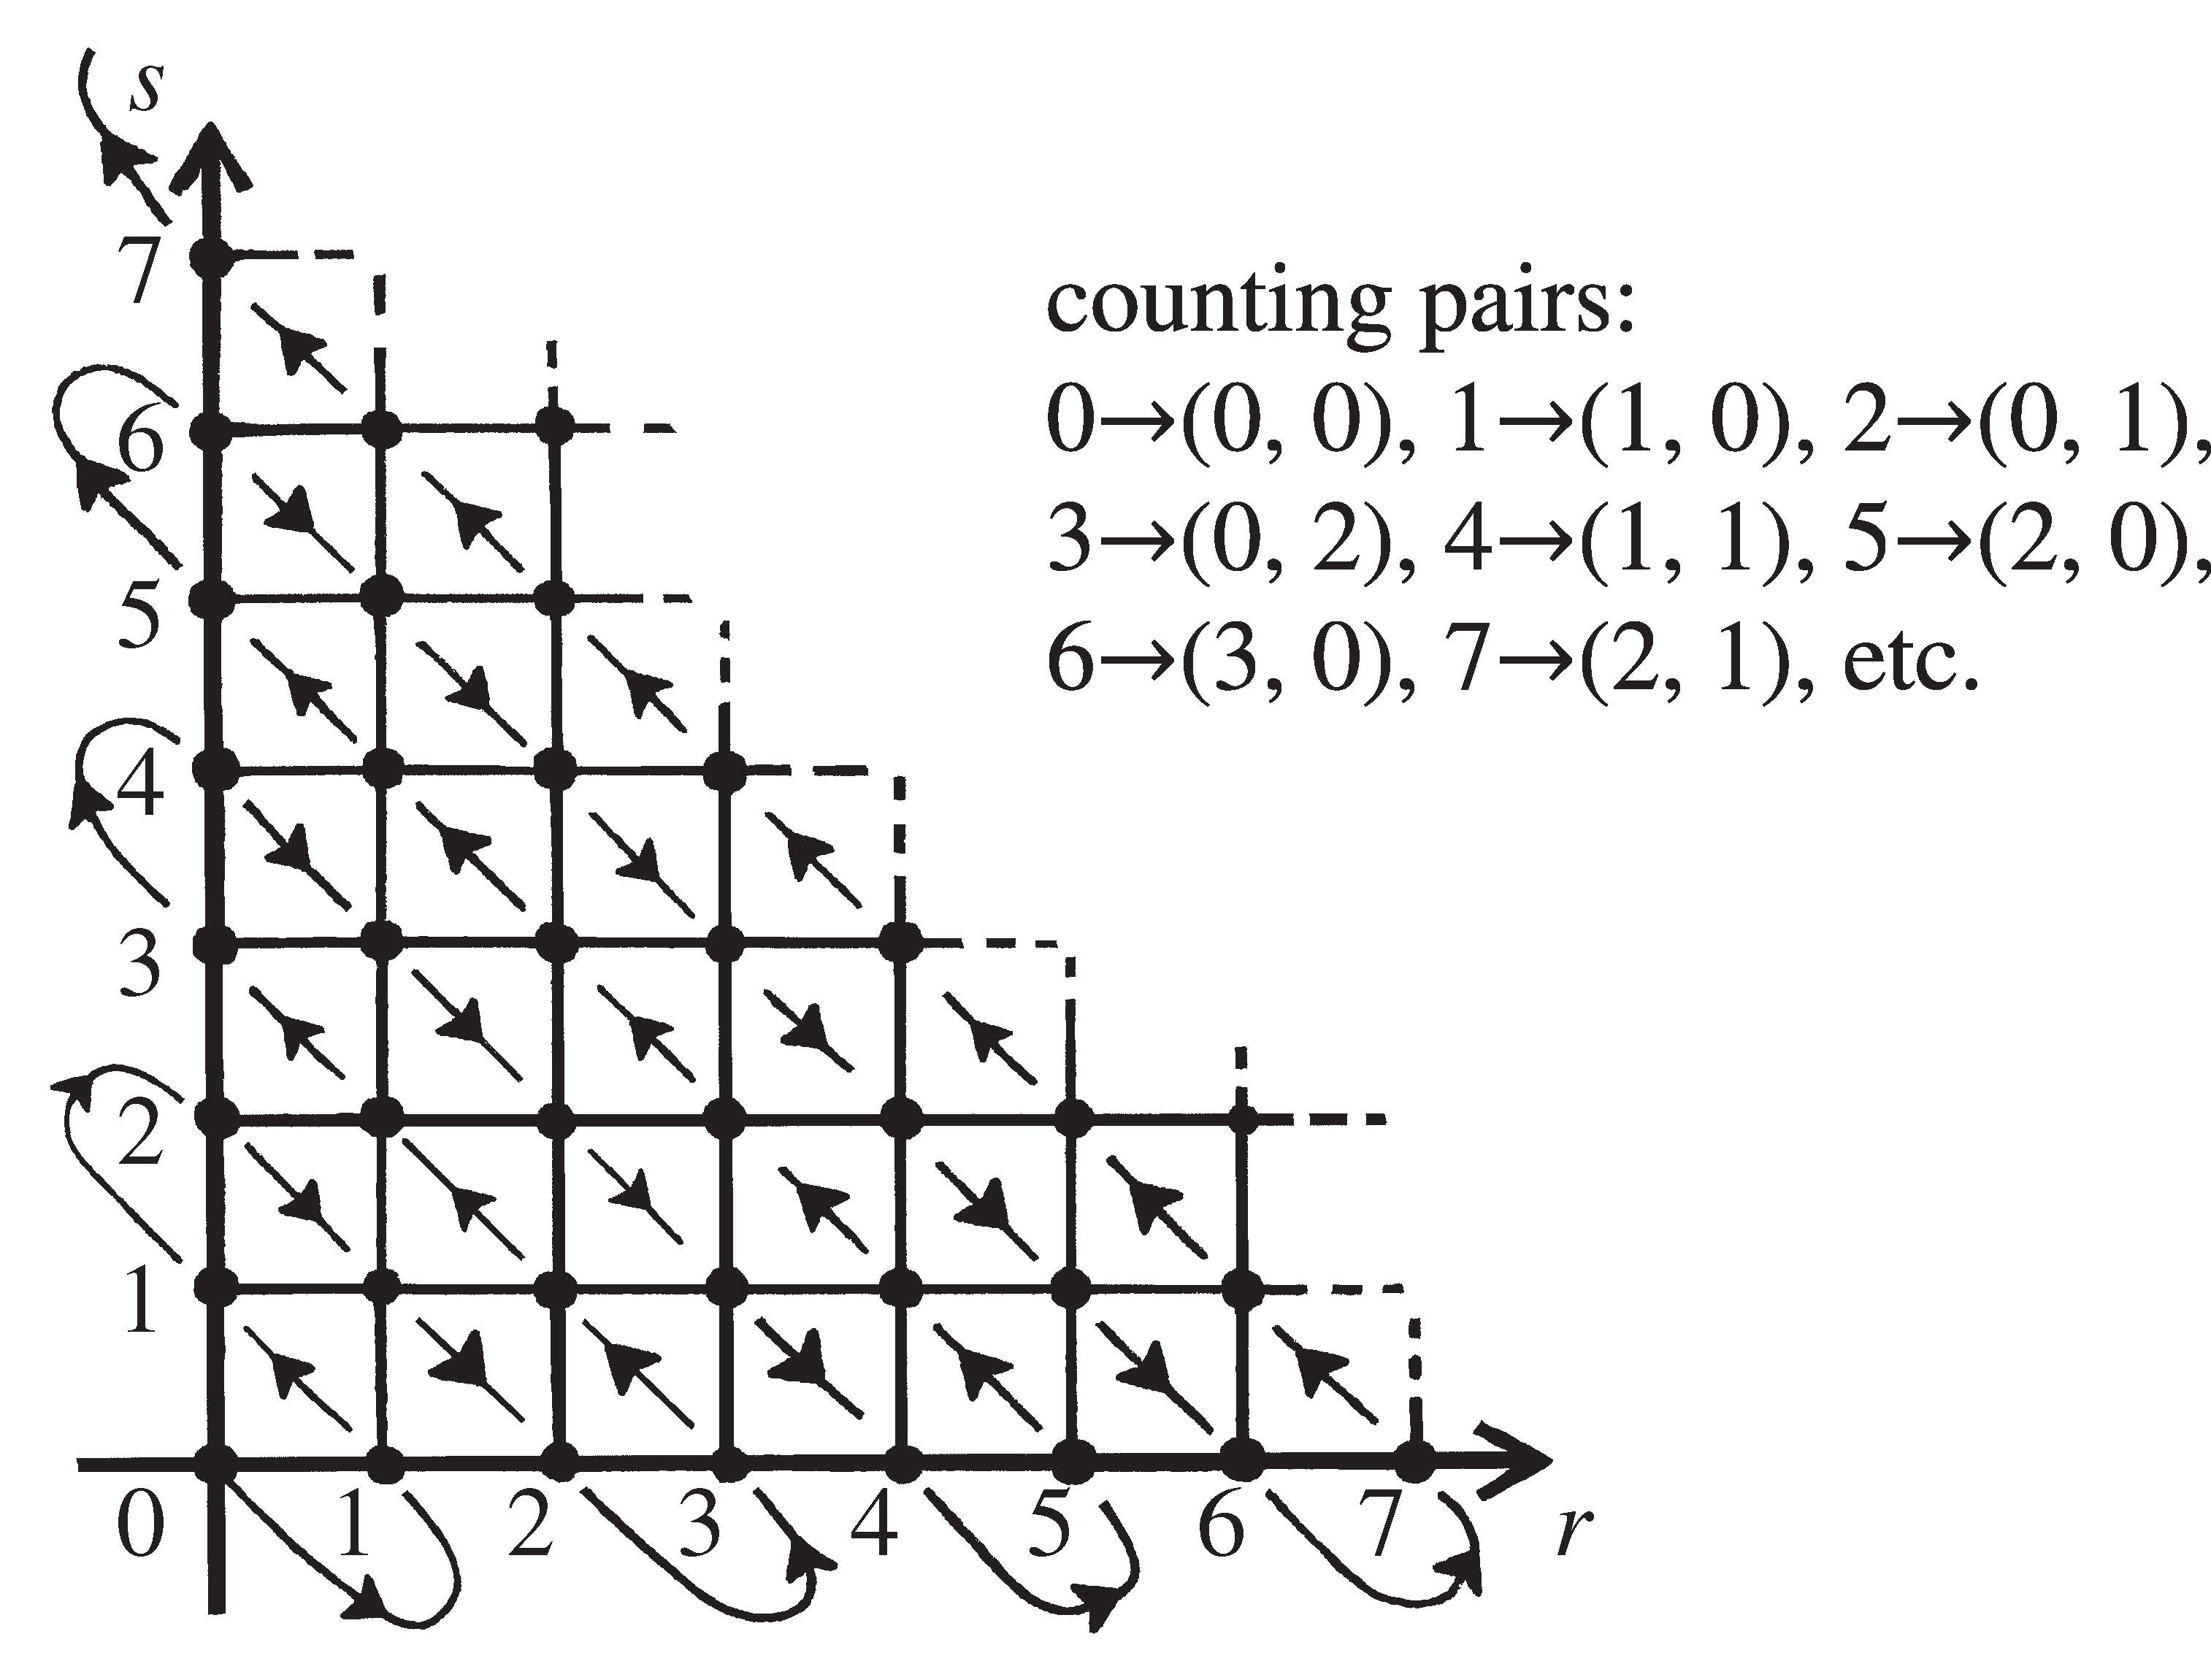 s
7
6
5
4
3
2
1
0 1 2 3 4 5 6 7 r
counting pairs:
0→(0, 0), 1→(1, 0), 2→(0, 1),
3→(0, 2), 4→(1, 1), 5→(2, 0),
6→(3, 0), 7→(2, 1), etc.